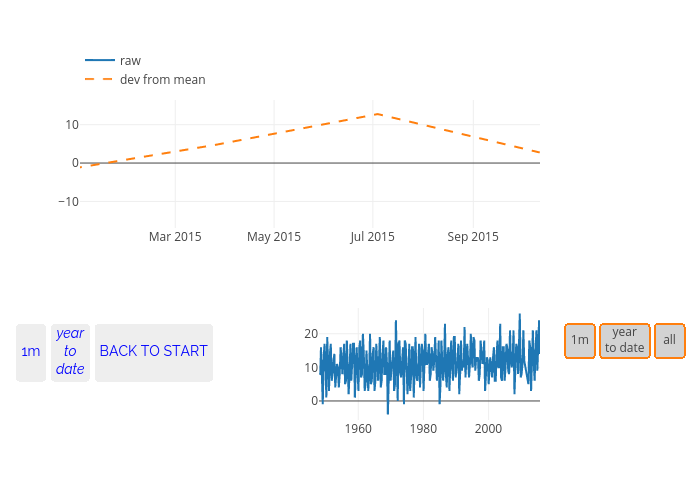 raw
dev from mean
10
0
−10
Mar 2015
May 2015
Jul 2015
Sep 2015
1m
year
to
date
BACK TO START
20
10
0
1960
1980
2000
1m
year
to date
all